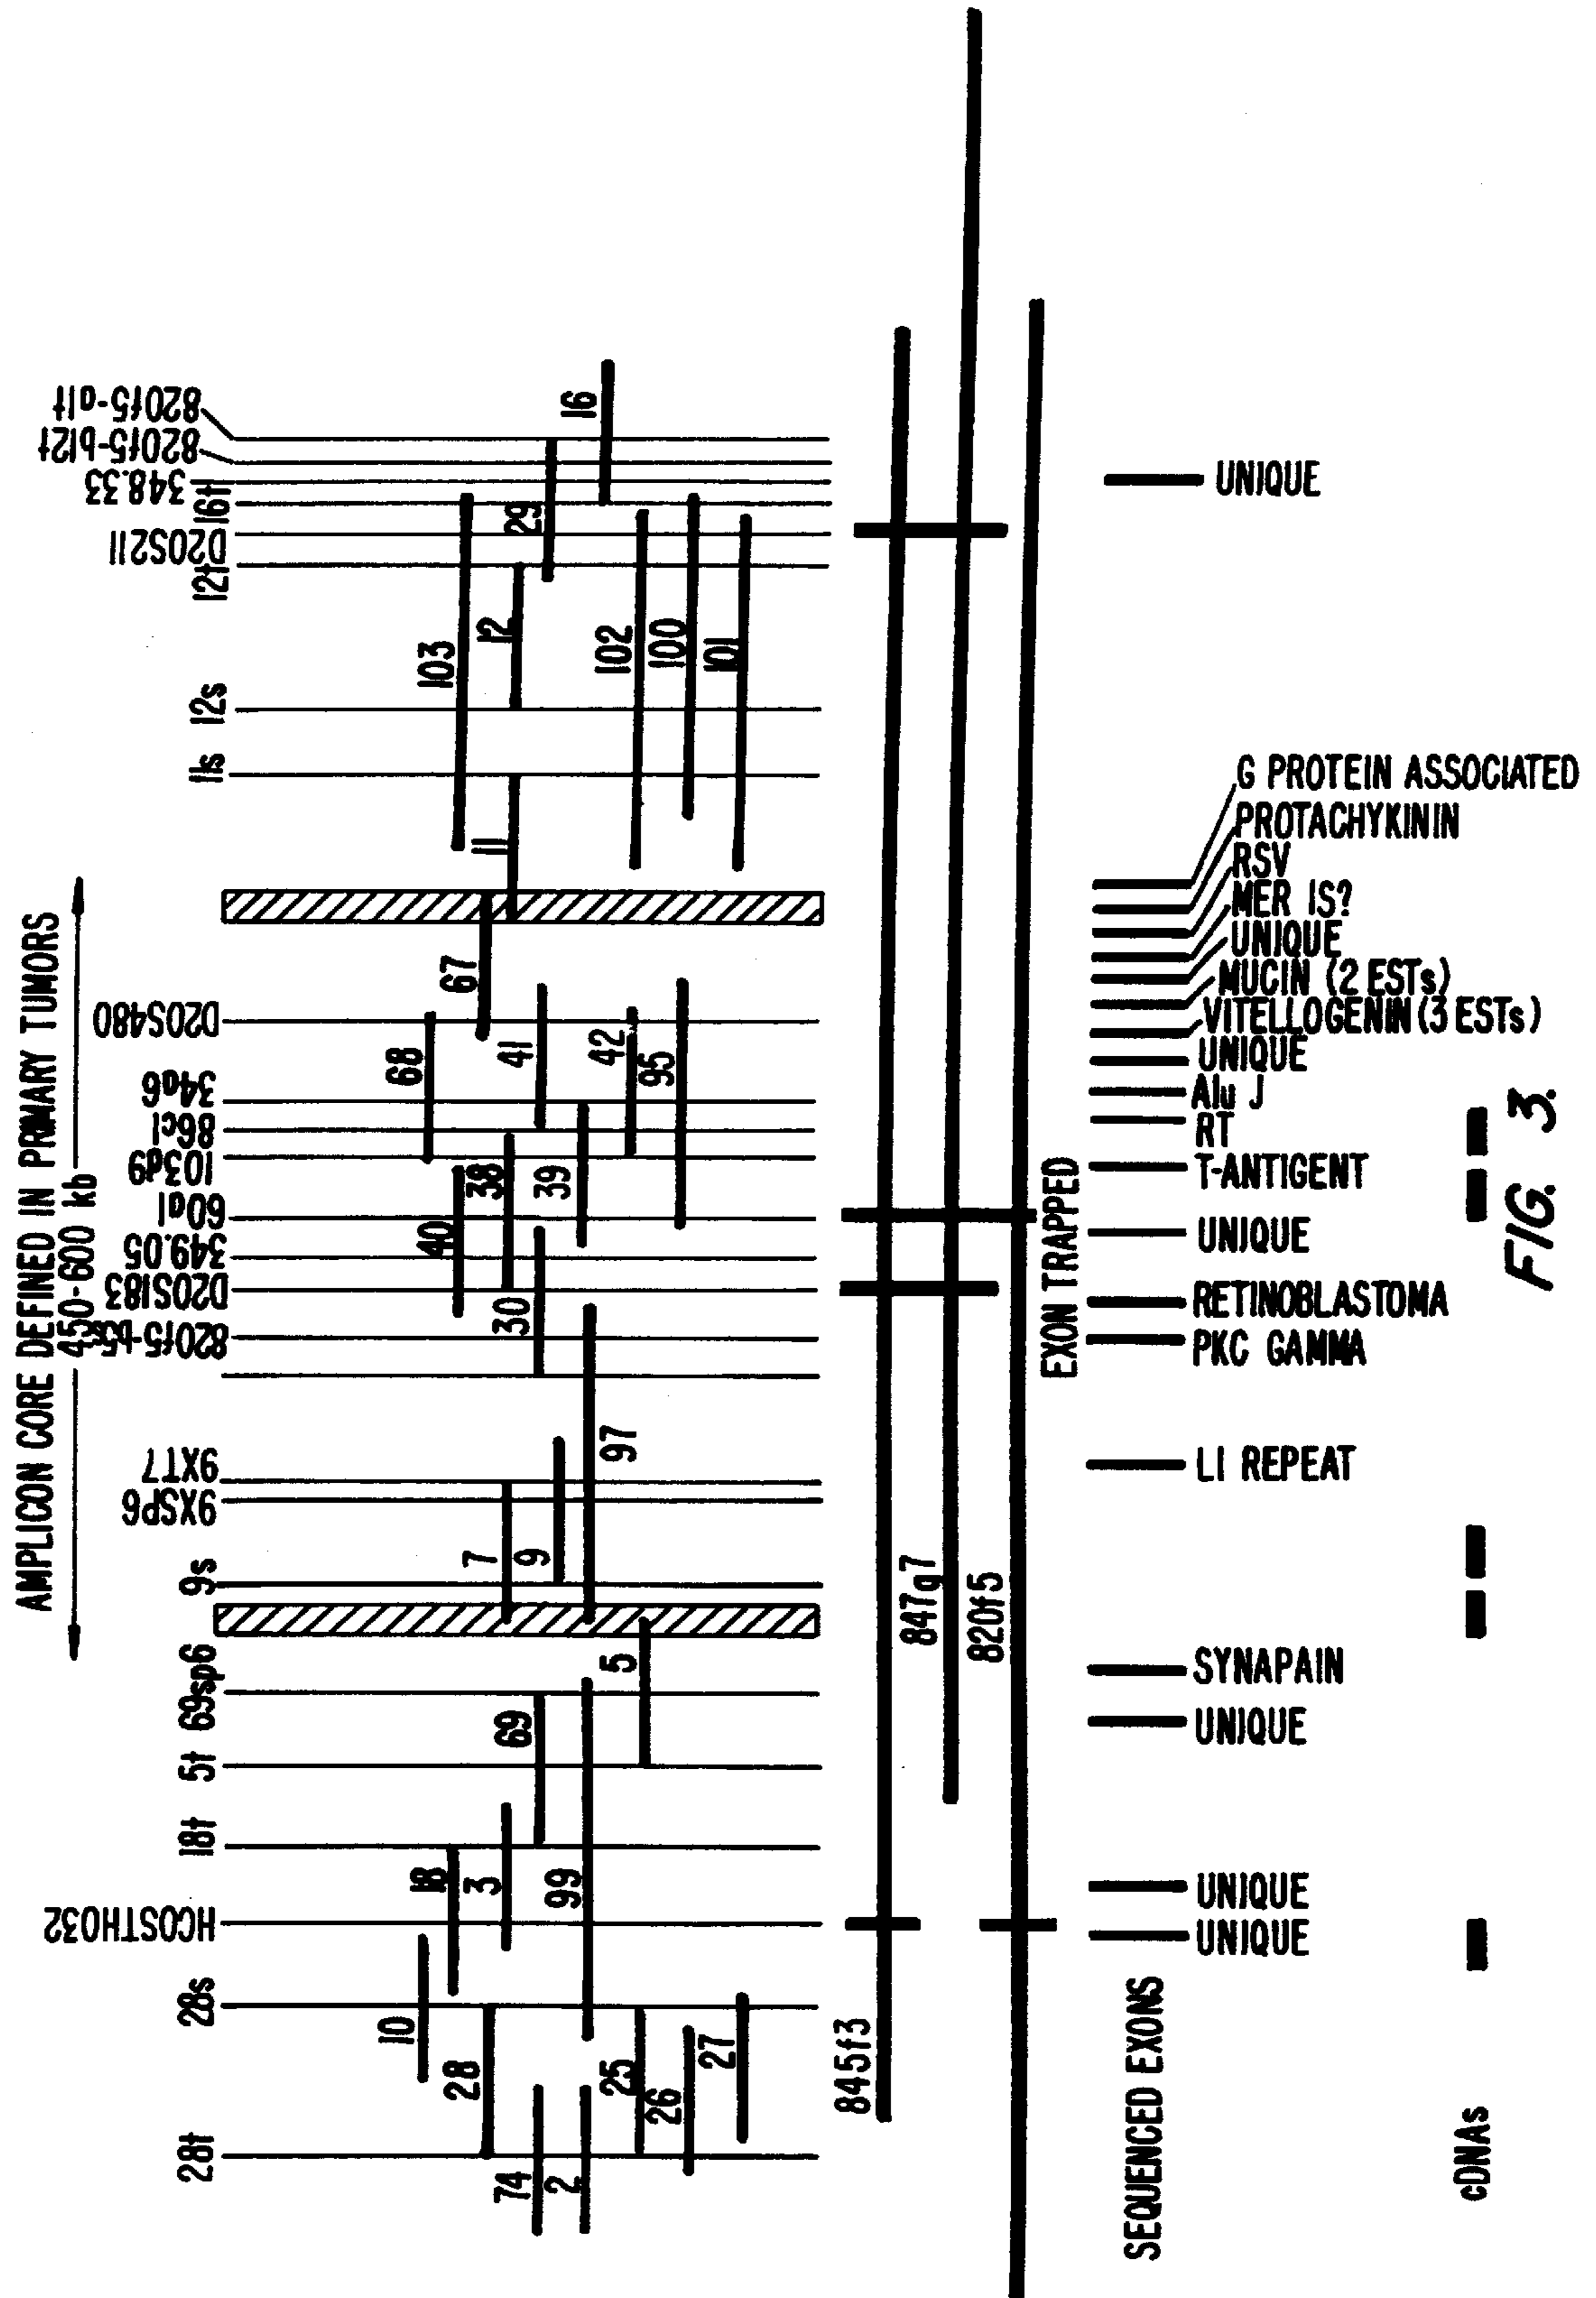 AMPLICON CORE DEFINED IN PRIMARY TUMORS
450-600 kb
28t
28s
HCOSTH032
18t
5t
69sp6
9s
9XSP6
9XT7
820f5-b5t
D20S183
349.05
60a1
103d9
86c1
34a6
D20S480
11s
12s
12t
D20S211
16t
348.33
820f5-b12t
820f5-a1t
10
18
28
3
74
69
2
99
25
5
26
27
7
9
97
40
38
30
39
68
67
41
42
95
11
103
12
29
16
102
100
101
845f3
847q7
820f5
EXON TRAPPED
SEQUENCED EXONS
UNIQUE
UNIQUE
UNIQUE
SYNAPAIN
LI REPEAT
PKC GAMMA
RETINOBLASTOMA
UNIQUE
T-ANTIGENT
RT
Alu J
UNIQUE
VITELLOGENIN (3 ESTs)
MUCIN (2 ESTs)
UNIQUE
MER IS?
RSV
PROTACHYKININ
G PROTEIN ASSOCIATED
UNIQUE
cDNAs
FIG. 3.